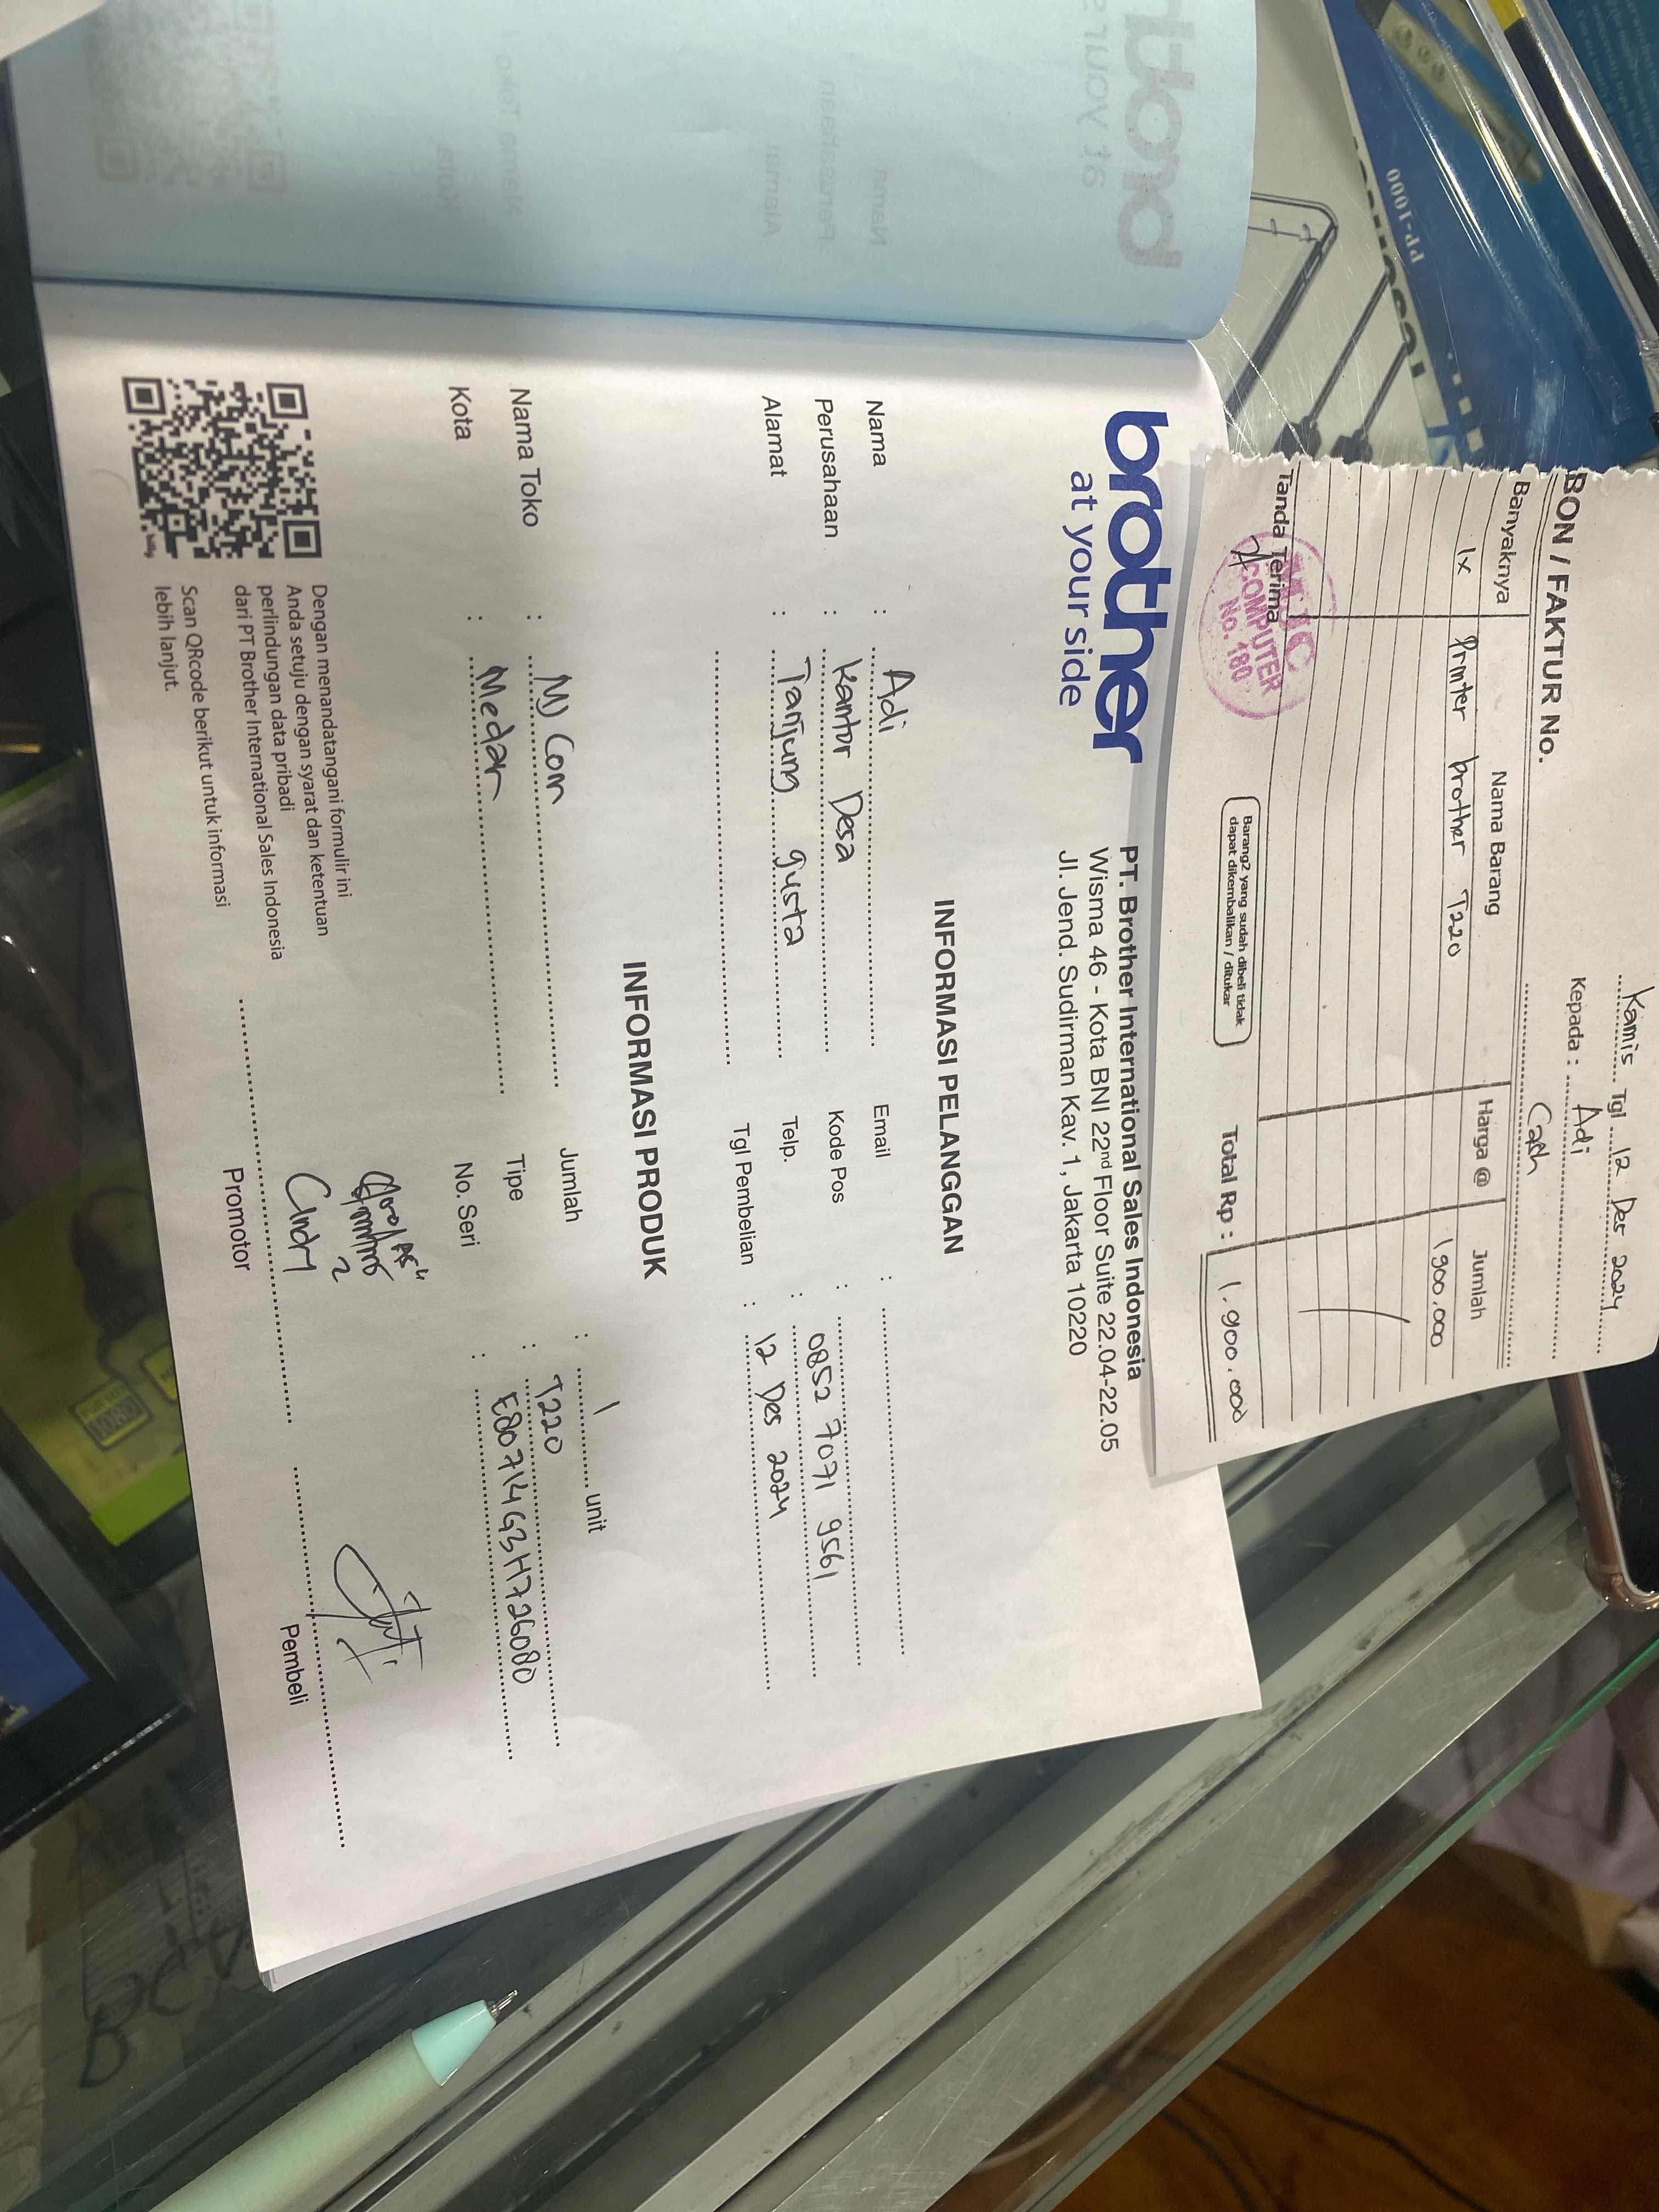 Kamis Tgl 12 Des 2024
Kepada : Adi
Cash
BON / FAKTUR No.
Banyaknya Nama Barang Harga @ Jumlah
1x Printer brother T220 1900.000
Tanda Terima Total Rp : 1.900.000
COMPUTER
No. 180
Barang2 yang sudah dibeli tidak
dapat dikembalikan / ditukar
PP-1000
brother
at your side
PT. Brother International Sales Indonesia
Wisma 46 - Kota BNI 22nd Floor Suite 22.04-22.05
Jl. Jend. Sudirman Kav. 1, Jakarta 10220
INFORMASI PELANGGAN
Nama : Adi
Perusahaan : Kantor Desa
Alamat : Tanjung gusta
Email :
Kode Pos :
Telp. : 0852 7071 9561
Tgl Pembelian : 12 Des 2024
INFORMASI PRODUK
Nama Toko : MJ Com
Kota : Medan
Jumlah : 1 unit
Tipe : T220
No. Seri : E80714G3H726080
Dengan menandatangani formulir ini
Anda setuju dengan syarat dan ketentuan
perlindungan data pribadi
dari PT Brother International Sales Indonesia
Scan QRcode berikut untuk informasi
lebih lanjut.
Cindy
Promotor
Pembeli